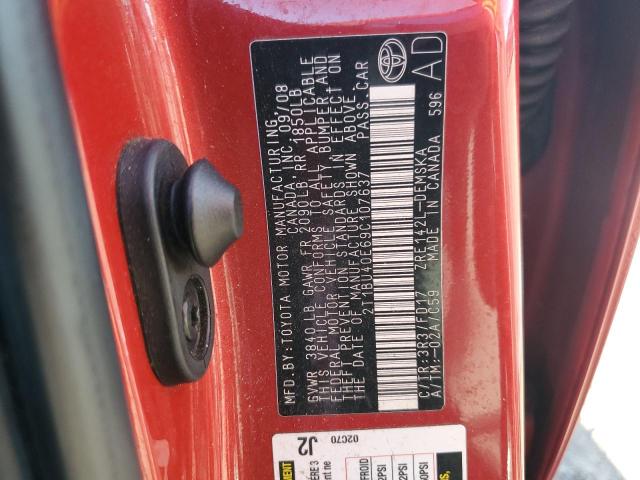 MFD.BY:TOYOTA MOTOR MANUFACTURING
CANADA, INC. 09/08
GVWR 3840 LB GAWR FR 2090LB RR 1850LB
THIS VEHICLE CONFORMS TO ALL APPLICABLE
FEDERAL MOTOR VEHICLE SAFETY, BUMPER, AND
THEFT PREVENTION STANDARDS IN EFFECT ON
THE DATE OF MANUFACTURE SHOWN ABOVE.
2T1BU40E69C107637 PASS.CAR
C/TR:3R3/FD17 ZRE142L-DEMSKA
A/TM:-02A/C59 MADE IN CANADA 596
AD
J2
02C70